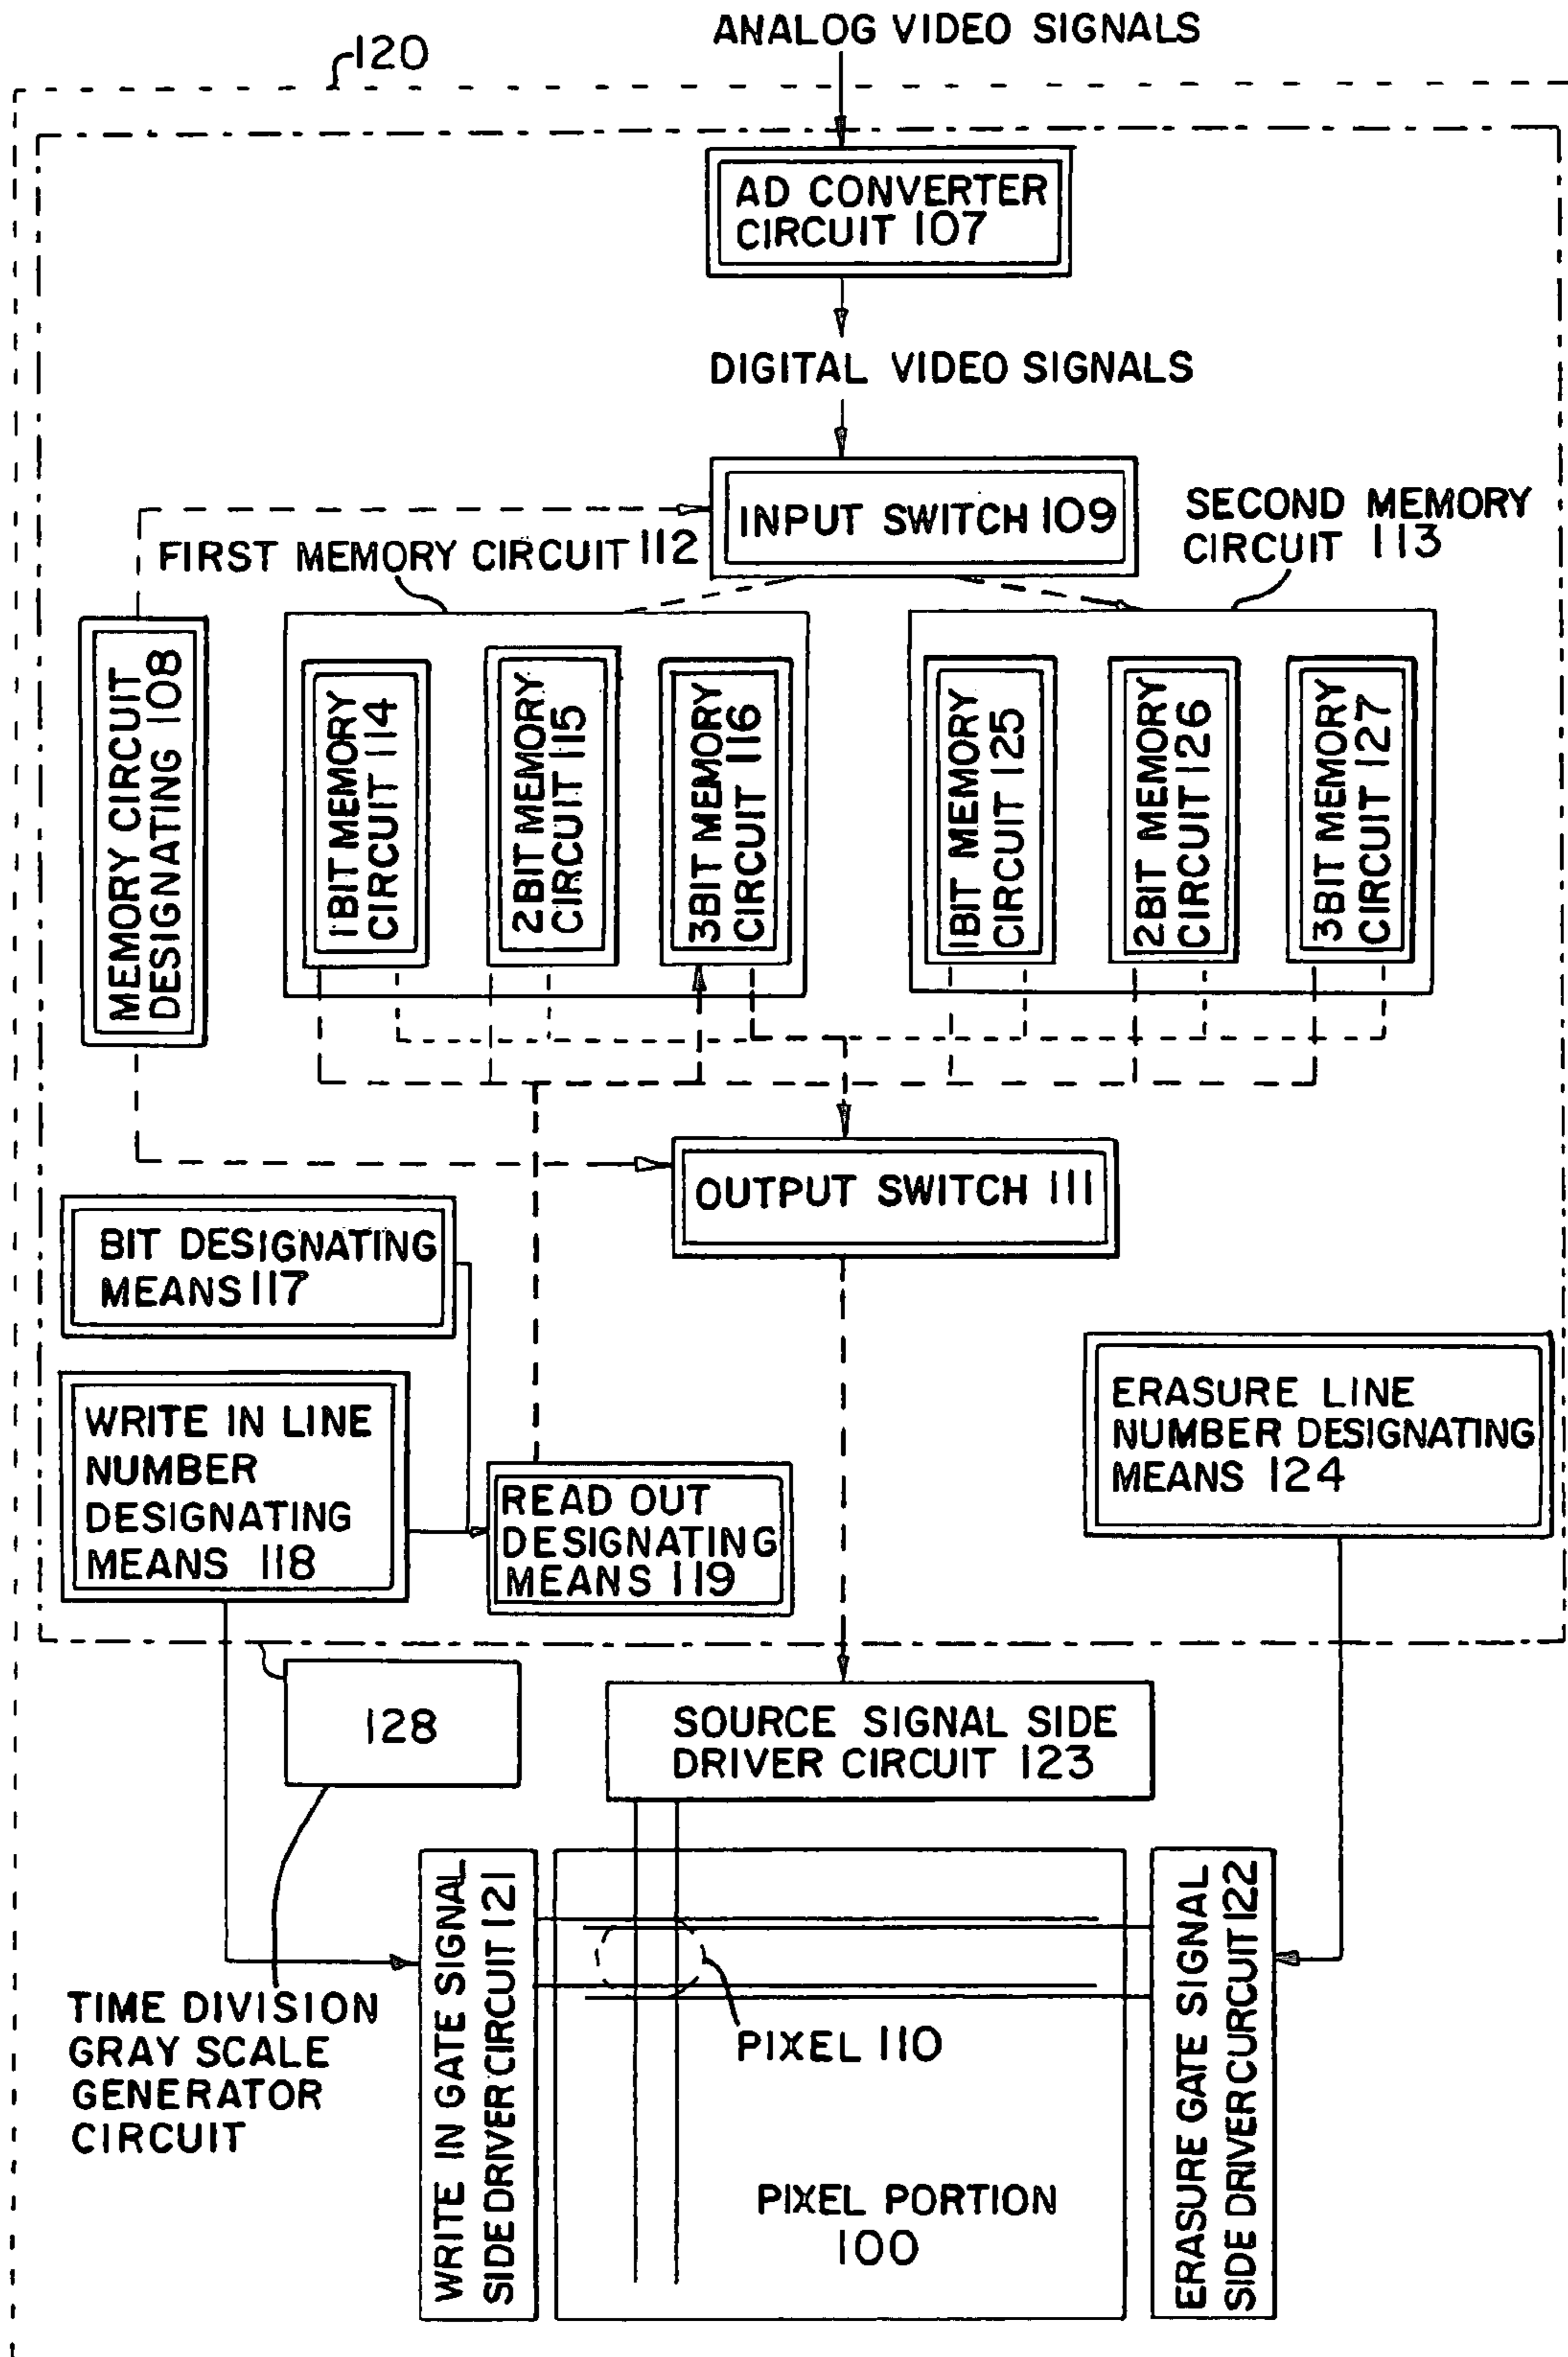 ANALOG VIDEO SIGNALS
120
AD CONVERTER
CIRCUIT 107
DIGITAL VIDEO SIGNALS
INPUT SWITCH 109
SECOND MEMORY
CIRCUIT 113
FIRST MEMORY CIRCUIT 112
MEMORY CIRCUIT
DESIGNATING 108
1BIT MEMORY
CIRCUIT 114
2BIT MEMORY
CIRCUIT 115
3BIT MEMORY
CIRCUIT 116
1BIT MEMORY
CIRCUIT 125
2BIT MEMORY
CIRCUIT 126
3BIT MEMORY
CIRCUIT 127
OUTPUT SWITCH 111
BIT DESIGNATING
MEANS 117
WRITE IN LINE
NUMBER
DESIGNATING
MEANS 118
READ OUT
DESIGNATING
MEANS 119
ERASURE LINE
NUMBER DESIGNATING
MEANS 124
128
SOURCE SIGNAL SIDE
DRIVER CIRCUIT 123
TIME DIVISION
GRAY SCALE
GENERATOR
CIRCUIT
WRITE IN GATE SIGNAL
SIDE DRIVER CIRCUIT 121
PIXEL 110
PIXEL PORTION
100
ERASURE GATE SIGNAL
SIDE DRIVER CURCUIT 122